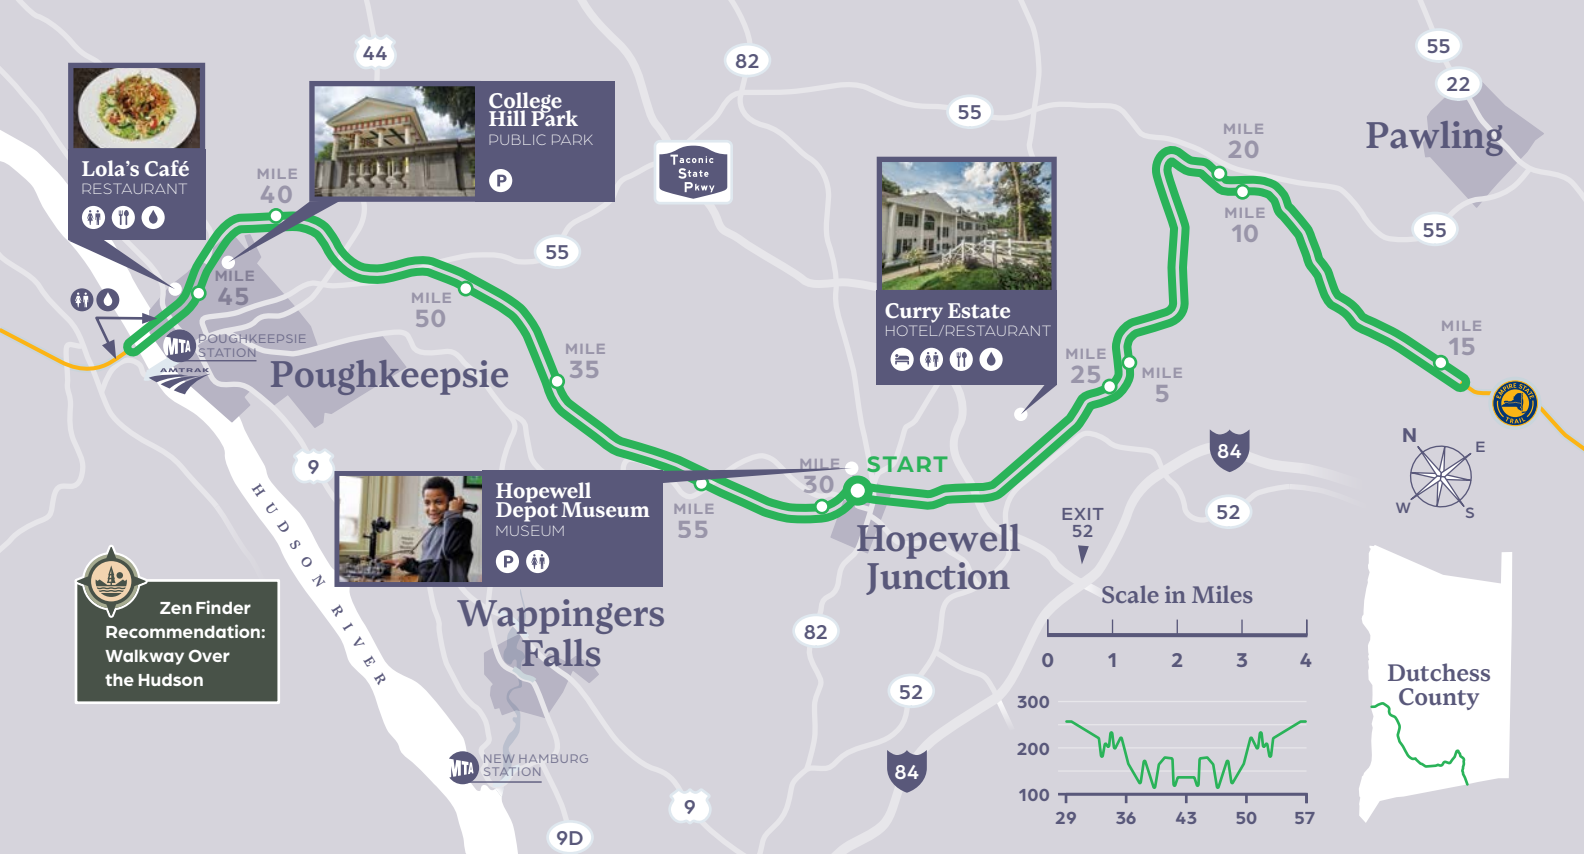 44
82
55
22
55
Pawling
MILE
20
College
Hill Park
PUBLIC PARK
P
Taconic
State
Pkwy
Lola's Café
RESTAURANT
MILE
40
MILE
10
55
55
MILE
45
MILE
50
Curry Estate
HOTEL/RESTAURANT
MILE
15
MTA
POUGHKEEPSIE
STATION
AMTRAK
Poughkeepsie
MILE
35
MILE
25
MILE
5
EMPIRE STATE
TRAIL
N
E
W
S
84
9
MILE
30
START
Hopewell
Depot Museum
MUSEUM
P
MILE
55
52
EXIT
52
Hopewell
Junction
HUDSON RIVER
Zen Finder
Recommendation:
Walkway Over
the Hudson
Wappingers
Falls
82
Scale in Miles
0 1 2 3 4
52
300
200
100
29 36 43 50 57
Dutchess
County
MTA
NEW HAMBURG
STATION
84
9
9D